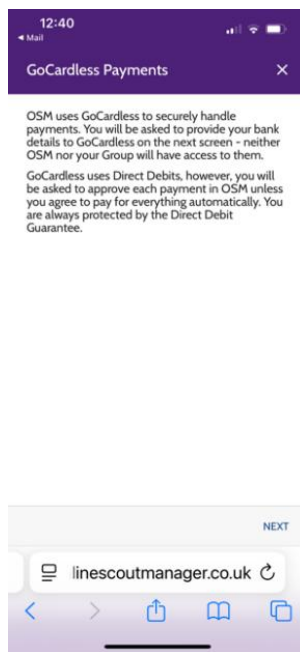 12:40
Mail
GoCardless Payments
OSM uses GoCardless to securely handle
payments. You will be asked to provide your bank
details to GoCardless on the next screen - neither
OSM nor your Group will have access to them.
GoCardless uses Direct Debits, however, you will
be asked to approve each payment in OSM unless
you agree to pay for everything automatically. You
are always protected by the Direct Debit
Guarantee.
NEXT
linescoutmanager.co.uk